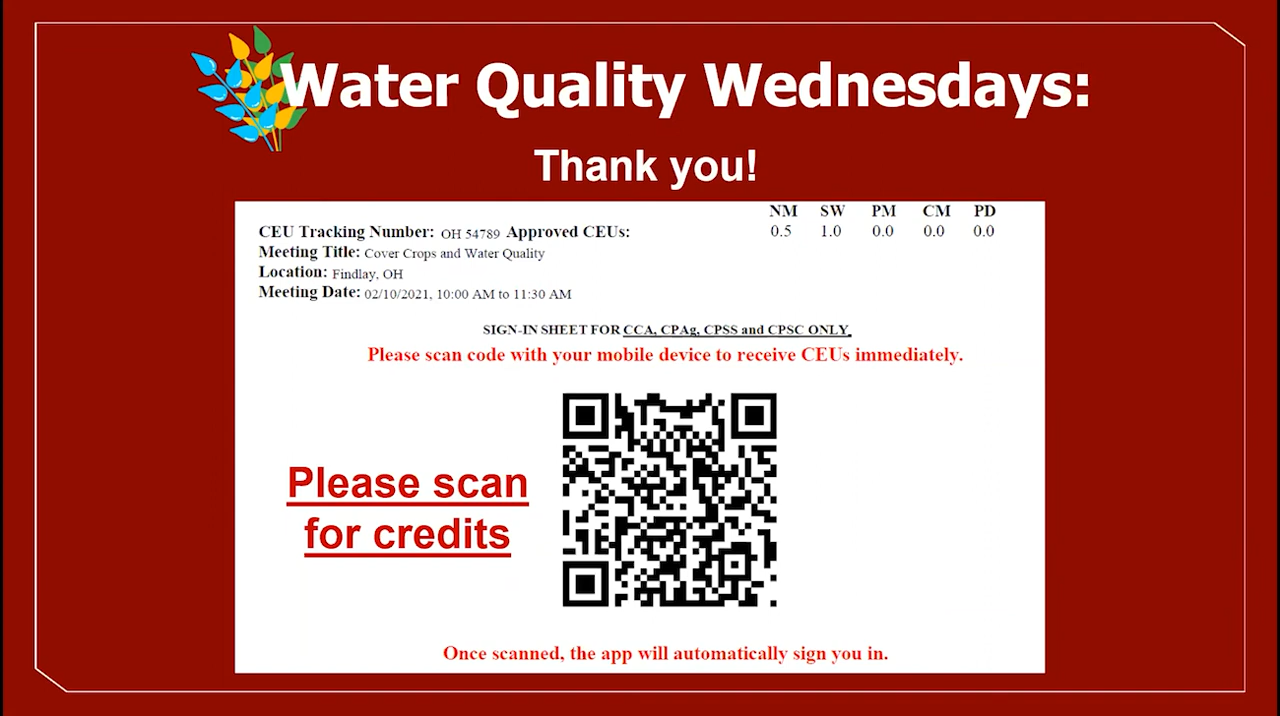 Water Quality Wednesdays:
Thank you!
NM SW PM CM PD
CEU Tracking Number: OH 54789 Approved CEUs: 0.5 1.0 0.0 0.0 0.0
Meeting Title: Cover Crops and Water Quality
Location: Findlay, OH
Meeting Date: 02/10/2021, 10:00 AM to 11:30 AM
SIGN-IN SHEET FOR CCA, CPAg, CPSS and CPSC ONLY.
Please scan code with your mobile device to receive CEUs immediately.
Please scan
for credits
Once scanned, the app will automatically sign you in.